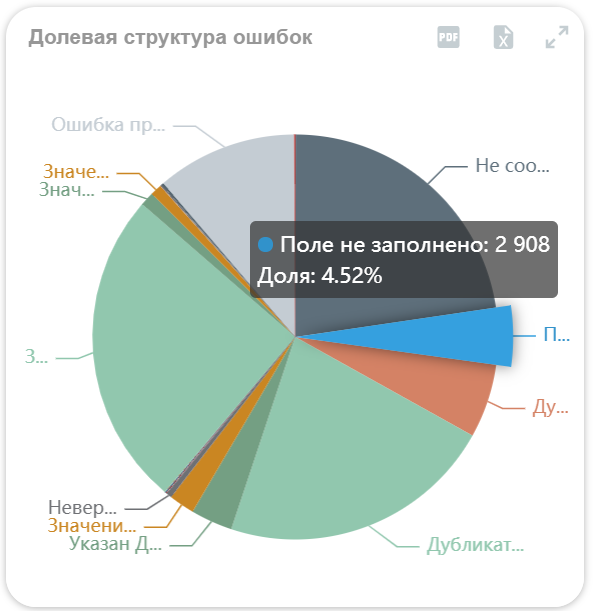 Долевая структура ошибок
PDF
X
Ошибка пр...
Не соо...
Значе...
Знач...
Поле не заполнено: 2 908
Доля: 4.52%
П...
З...
Ду...
Невер...
Значени...
Указан Д...
Дубликат...